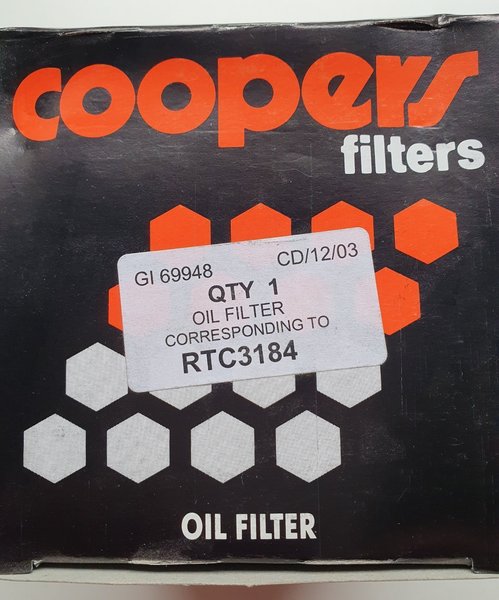 coopers
filters
GI 69948 CD/12/03
QTY 1
OIL FILTER
CORRESPONDING TO
RTC3184
OIL FILTER